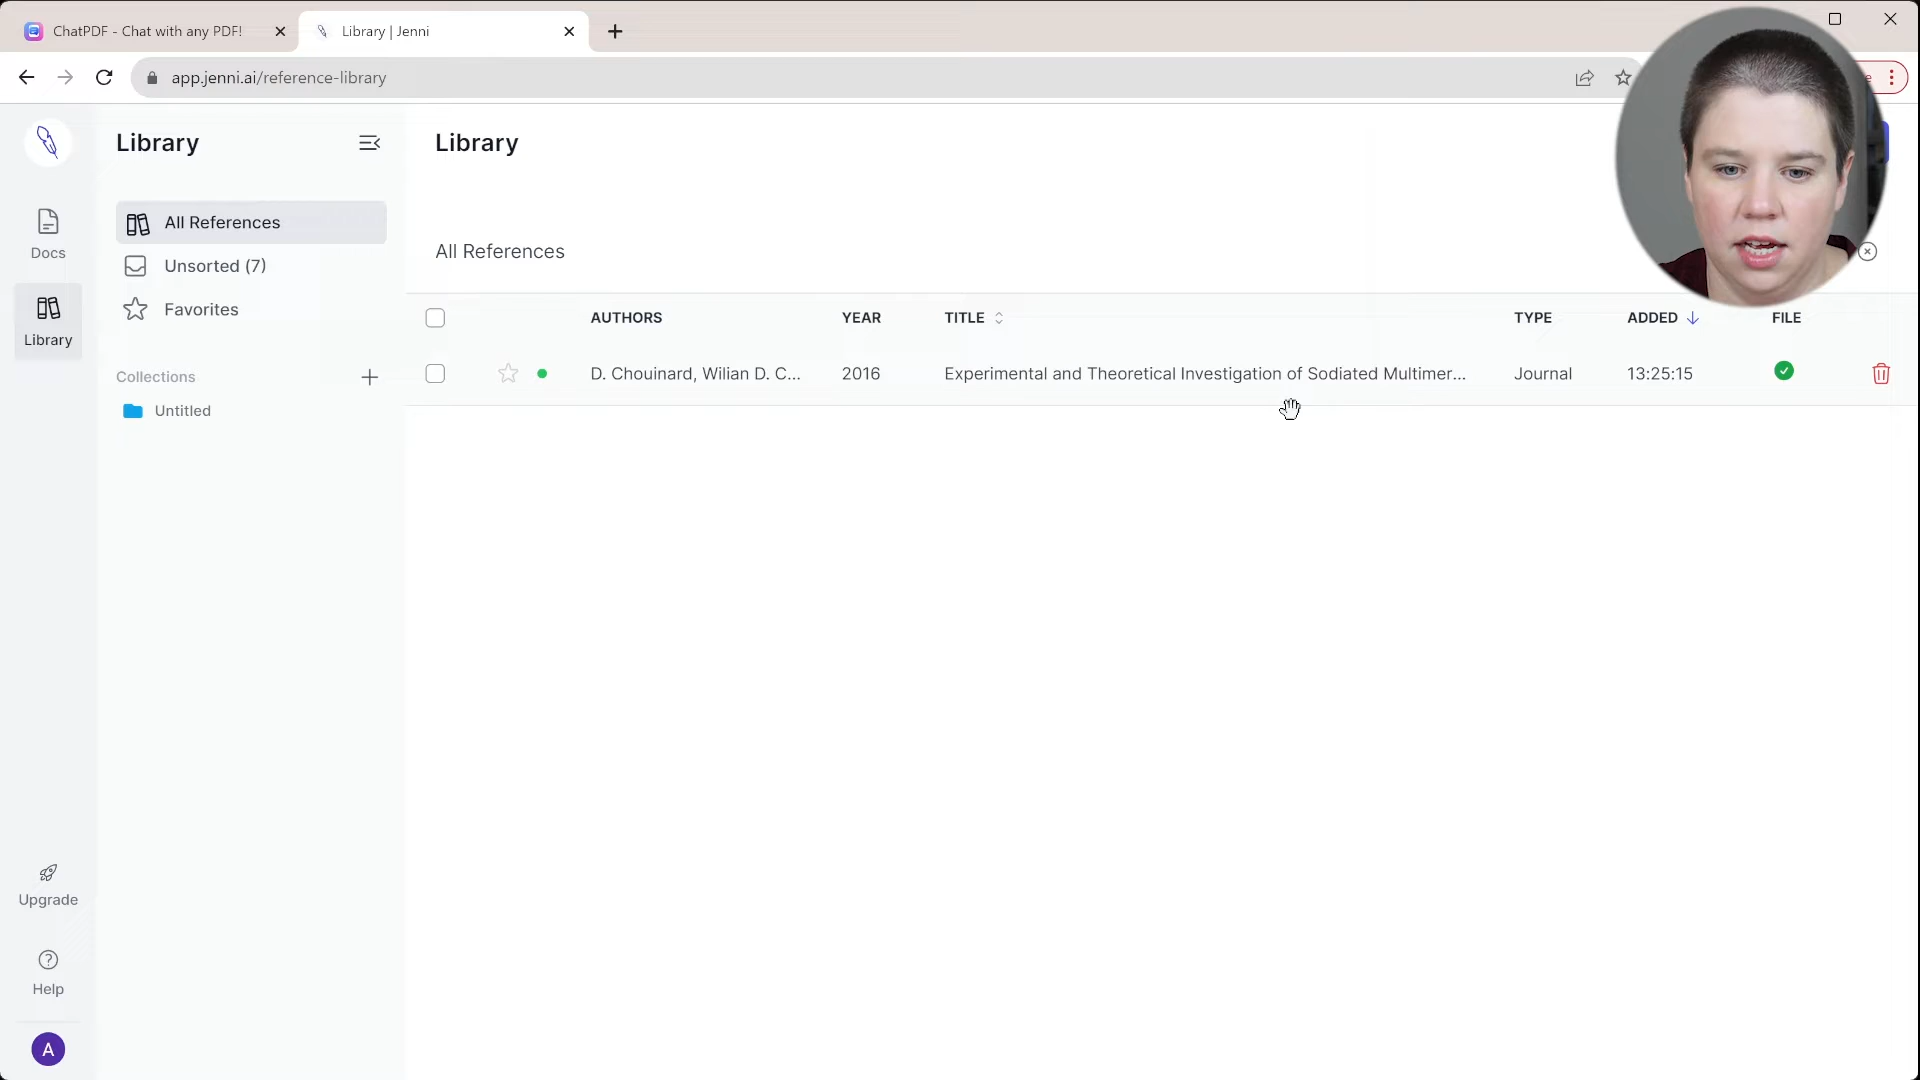 ChatPDF - Chat with any PDF!
Library | Jenni
app.jenni.ai/reference-library
Library
Library
All References
Unsorted (7)
Favorites
Collections
Untitled
Docs
Library
Upgrade
Help
A
All References
AUTHORS YEAR TITLE TYPE ADDED FILE
D. Chouinard, Wilian D. C... 2016 Experimental and Theoretical Investigation of Sodiated Multimer... Journal 13:25:15